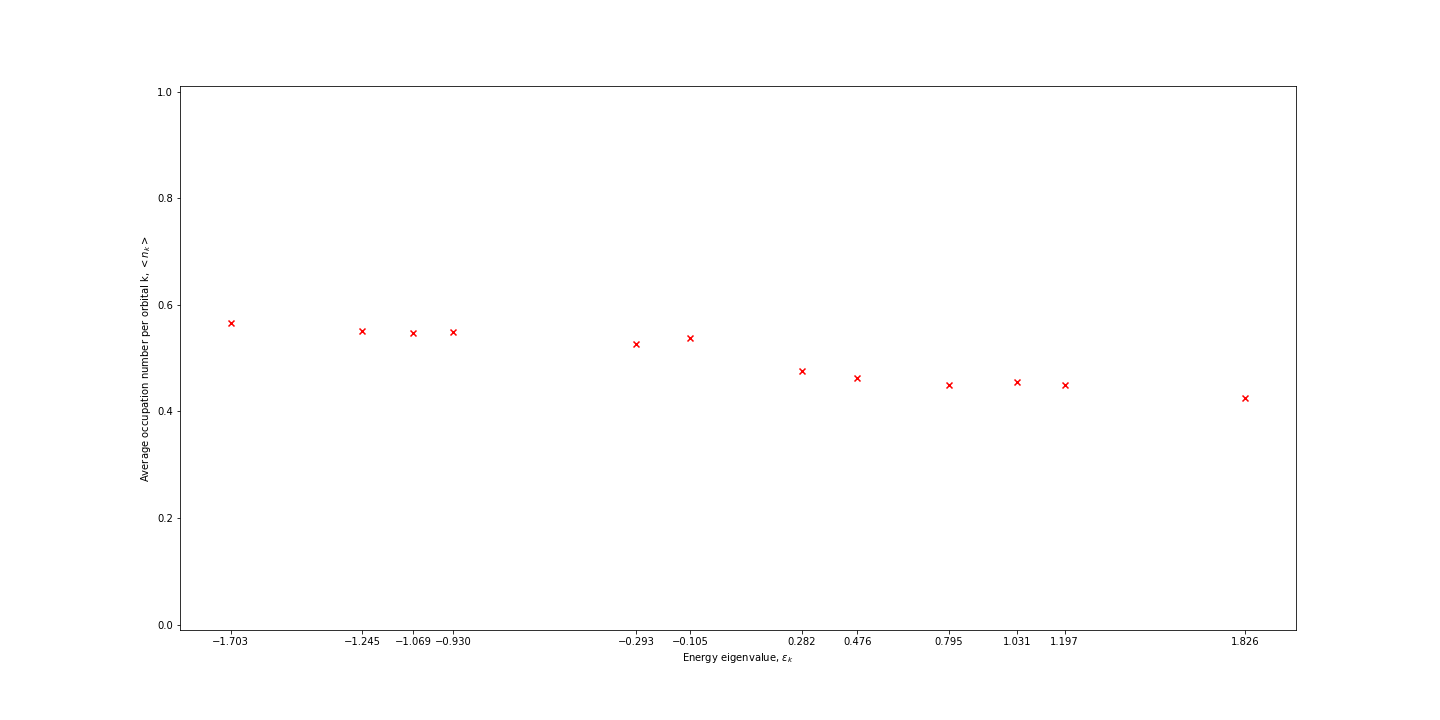 1.0
0.8
0.6
0.4
0.2
0.0
Average occupation number per orbital k, <n_k>
−1.703 −1.245 −1.069 −0.930 −0.293 −0.105 0.282 0.476 0.795 1.031 1.197 1.826
Energy eigenvalue, ε_k